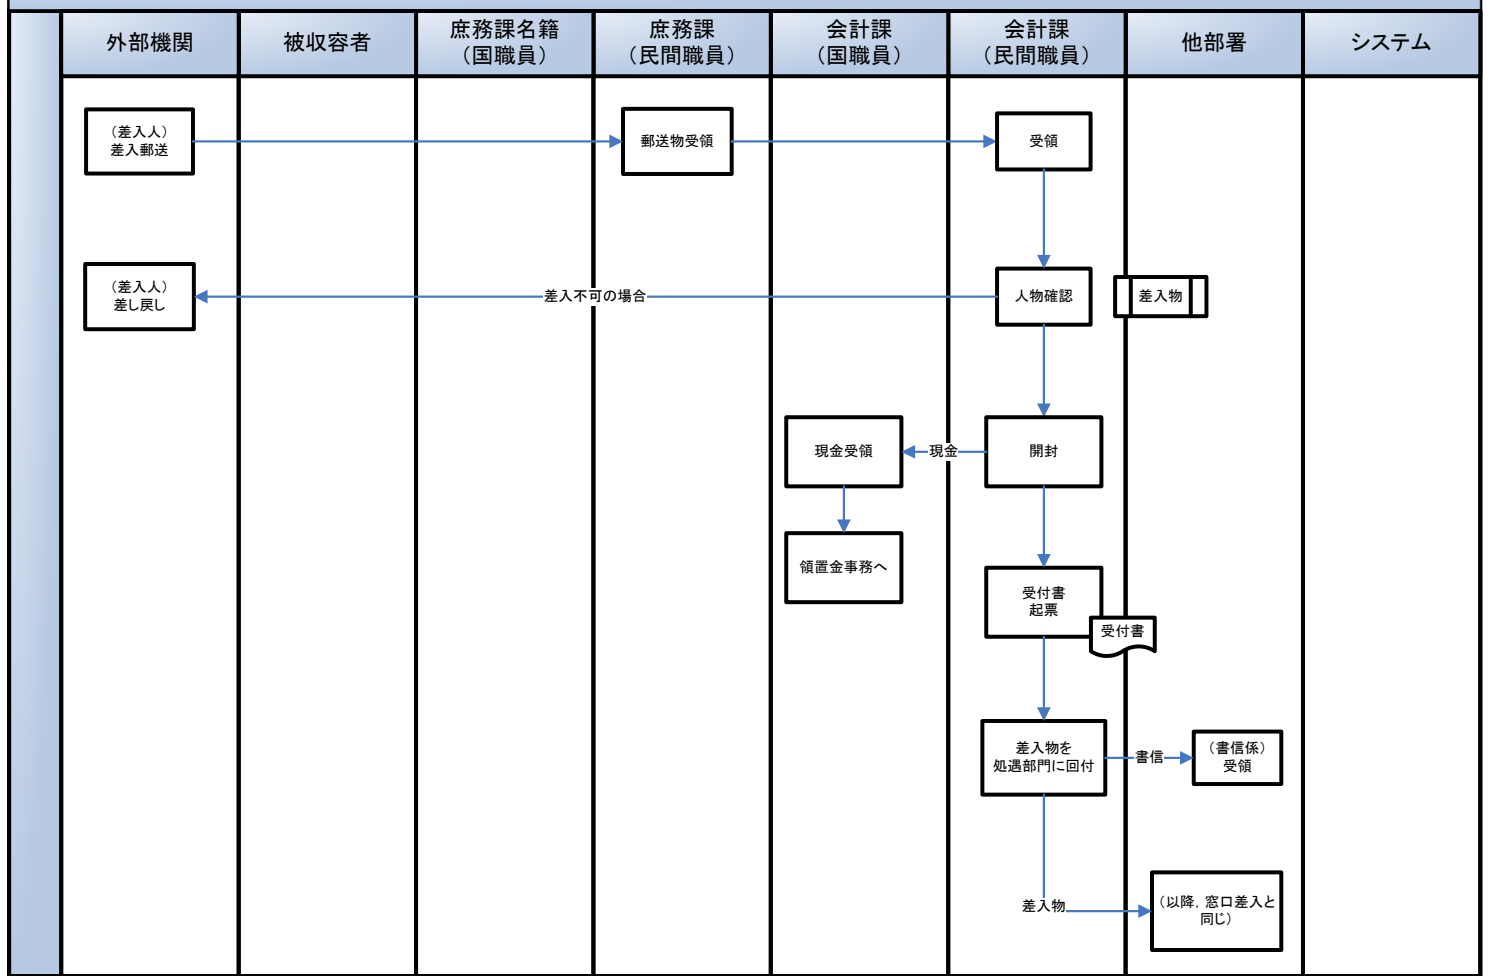 外部機関
被収容者
庶務課名籍
（国職員）
庶務課
（民間職員）
会計課
（国職員）
会計課
（民間職員）
他部署
システム
（差入人）
差入郵送
郵送物受領
受領
（差入人）
差し戻し
差入不可の場合
人物確認
差入物
現金受領
現金
開封
領置金事務へ
受付書
起票
受付書
差入物を
処遇部門に回付
書信
（書信係）
受領
差入物
（以降，窓口差入と
同じ）